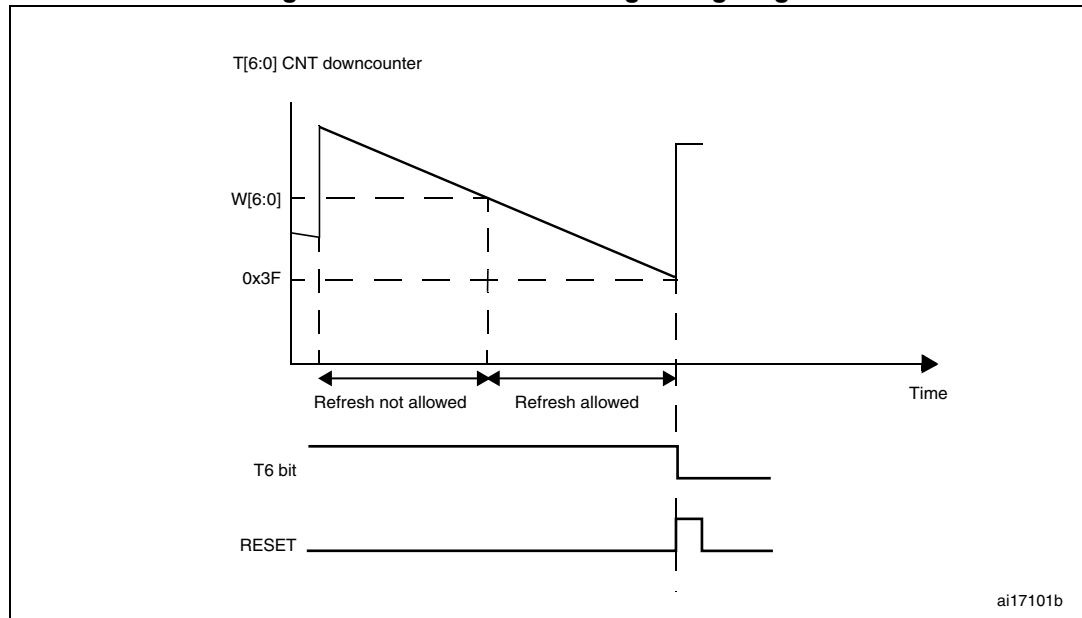 T[6:0] CNT downcounter
W[6:0]
0x3F
Time
Refresh not allowed
Refresh allowed
T6 bit
RESET
ai17101b